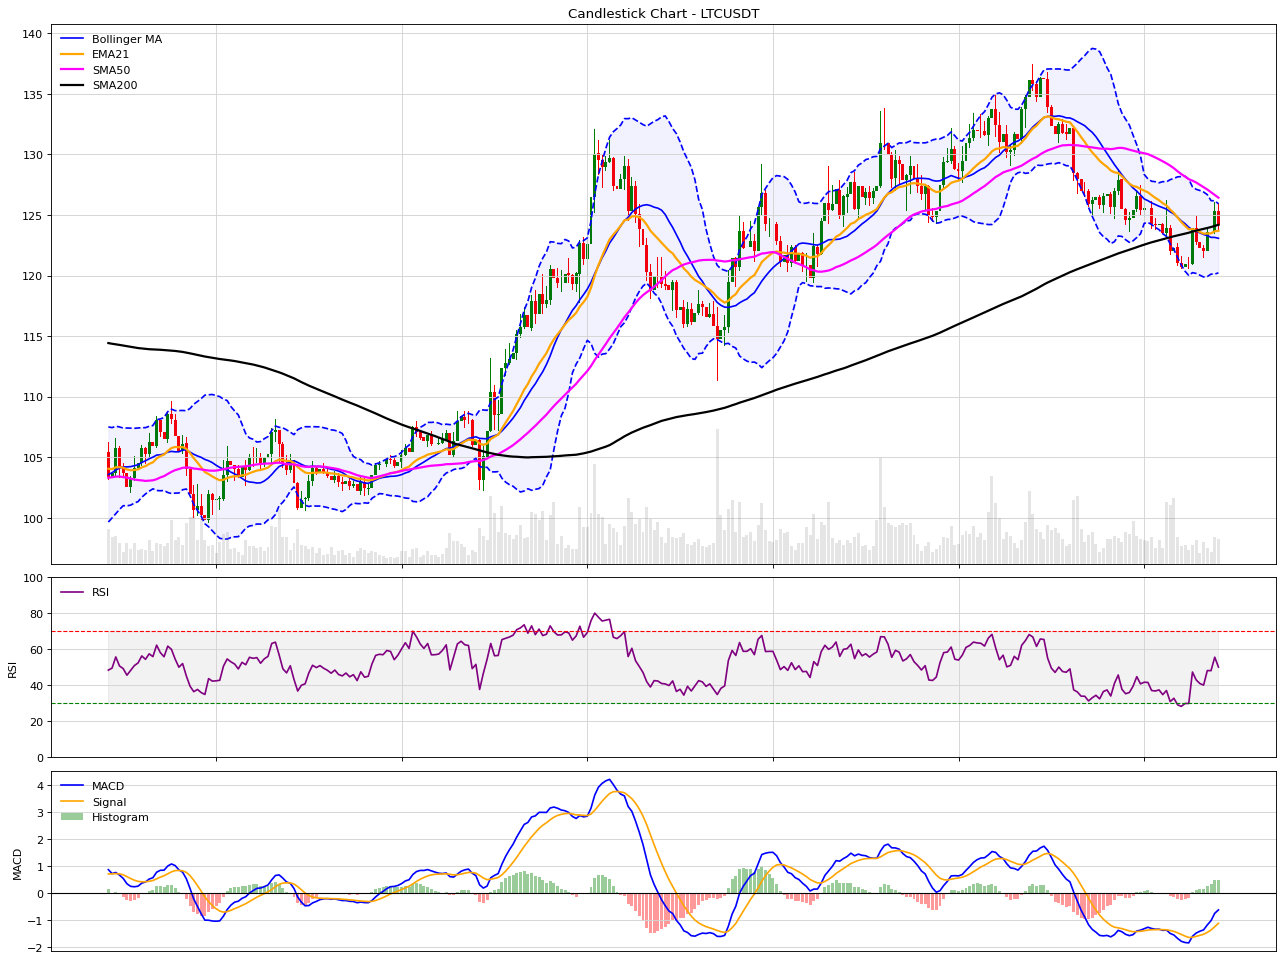 Candlestick Chart - LTCUSDT
Bollinger MA
EMA21
SMA50
SMA200
140
135
130
125
120
115
110
105
100
RSI
RSI
100
80
60
40
20
0
MACD
Signal
Histogram
MACD
4
3
2
1
0
−1
−2